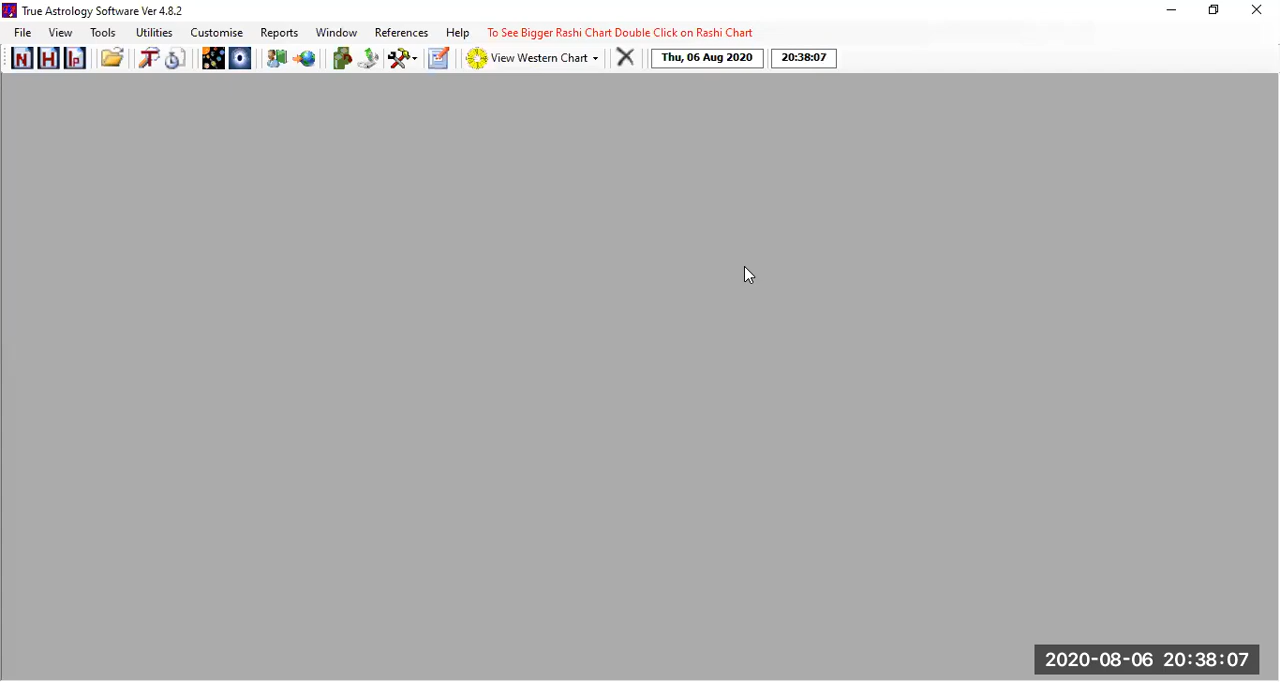 True Astrology Software Ver 4.8.2
File View Tools Utilities Customise Reports Window References Help To See Bigger Rashi Chart Double Click on Rashi Chart
N H Ip View Western Chart Thu, 06 Aug 2020 20:38:07
2020-08-06 20:38:07